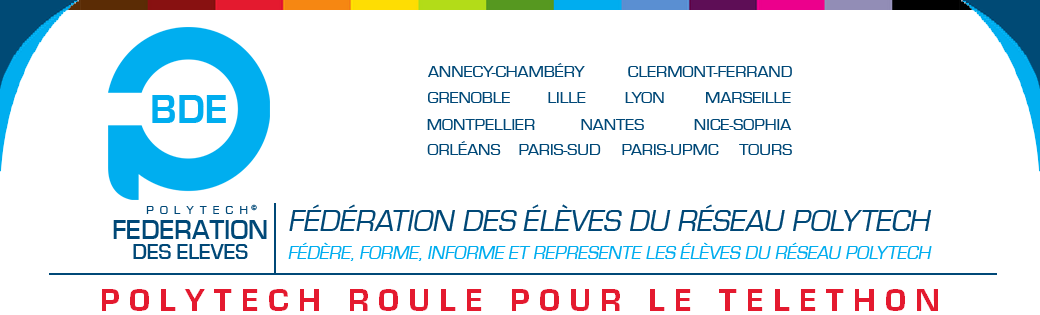 BDE
POLYTECH©
FEDERATION
DES ELEVES
ANNECY-CHAMBÉRY CLERMONT-FERRAND
GRENOBLE LILLE LYON MARSEILLE
MONTPELLIER NANTES NICE-SOPHIA
ORLÉANS PARIS-SUD PARIS-UPMC TOURS
FÉDÉRATION DES ÉLÈVES DU RÉSEAU POLYTECH
FÉDÈRE, FORME, INFORME ET REPRESENTE LES ÉLÈVES DU RÉSEAU POLYTECH
POLYTECH ROULE POUR LE TELETHON